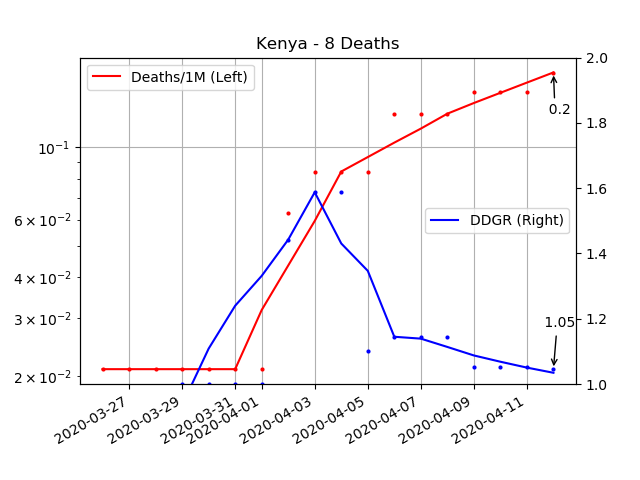 Kenya - 8 Deaths
Deaths/1M (Left)
DDGR (Right)
10⁻¹
6 × 10⁻²
4 × 10⁻²
3 × 10⁻²
2 × 10⁻²
2.0
1.8
1.6
1.4
1.2
1.0
0.2
1.05
2020-03-27
2020-03-29
2020-03-31
2020-04-01
2020-04-03
2020-04-05
2020-04-07
2020-04-09
2020-04-11